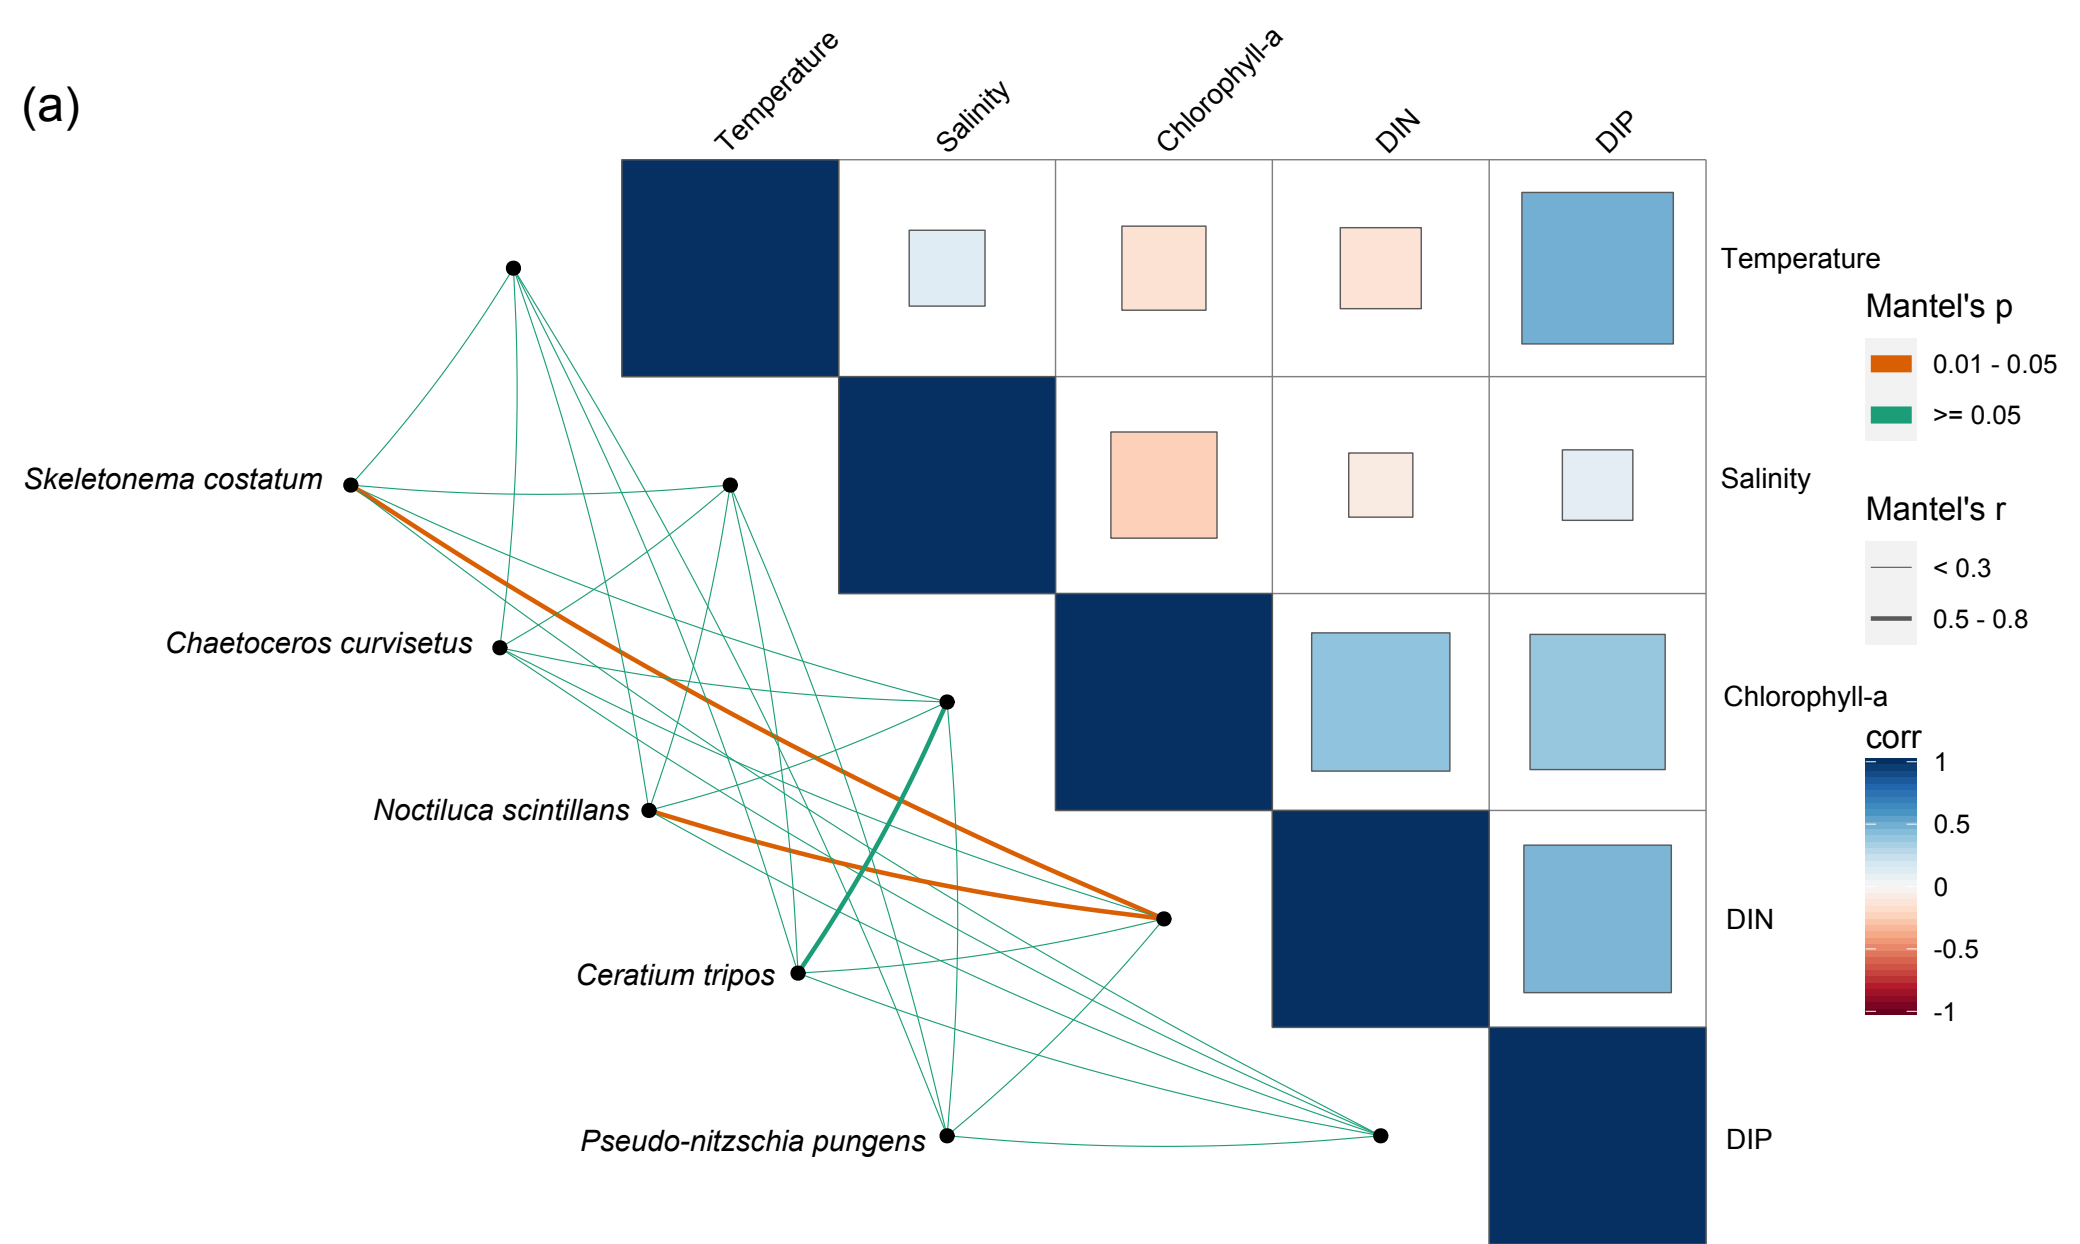 (a)
Temperature
Salinity
Chlorophyll-a
DIN
DIP
Temperature
Salinity
Chlorophyll-a
DIN
DIP
Skeletonema costatum
Chaetoceros curvisetus
Noctiluca scintillans
Ceratium tripos
Pseudo-nitzschia pungens
Mantel's p
0.01 - 0.05
>= 0.05
Mantel's r
< 0.3
0.5 - 0.8
corr
1
0.5
0
-0.5
-1